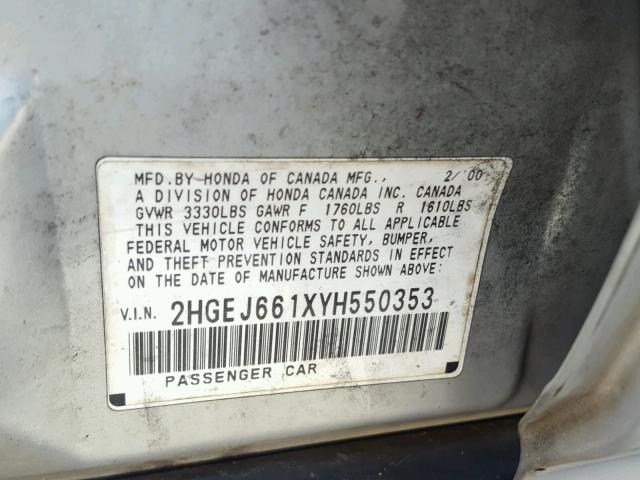 MFD.BY HONDA OF CANADA MFG., 2/'00
A DIVISION OF HONDA CANADA INC. CANADA
GVWR 3330LBS GAWR F 1760LBS R 1610LBS
THIS VEHICLE CONFORMS TO ALL APPLICABLE
FEDERAL MOTOR VEHICLE SAFETY, BUMPER,
AND THEFT PREVENTION STANDARDS IN EFFECT
ON THE DATE OF MANUFACTURE SHOWN ABOVE:
V.I.N. 2HGEJ661XYH550353
PASSENGER CAR